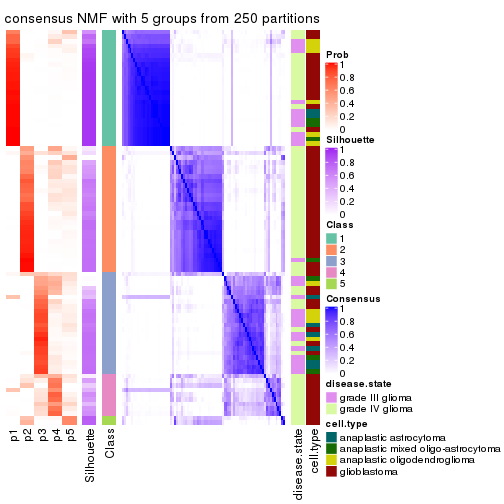 consensus NMF with 5 groups from 250 partitions
Prob
1
0.8
0.6
0.4
0.2
0
Silhouette
1
0.8
0.6
0.4
0.2
0
Class
1
2
3
4
5
Consensus
1
0.8
0.6
0.4
0.2
0
disease.state
grade III glioma
grade IV glioma
cell.type
anaplastic astrocytoma
anaplastic mixed oligo-astrocytoma
anaplastic oligodendroglioma
glioblastoma
p1
p2
p3
p4
p5
Silhouette
Class
disease.state
cell.type